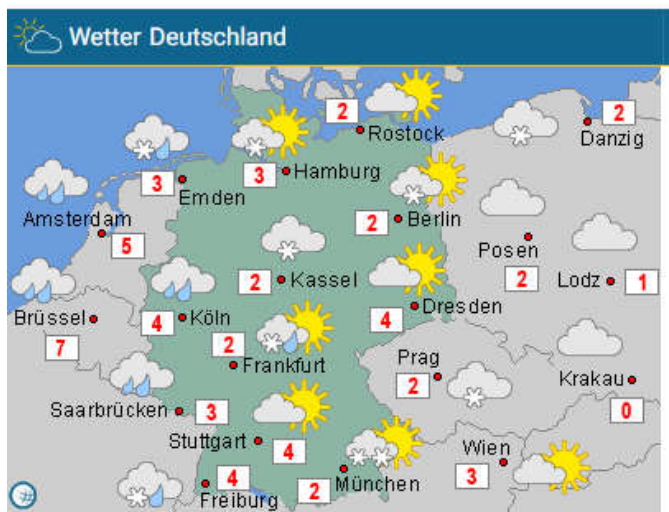 Wetter Deutschland
2
Rostock
2
Danzig
3
Emden
3
Hamburg
Amsterdam
5
2
Berlin
Posen
2
Lodz
1
2
Kassel
Brüssel
7
4
Köln
4
Dresden
2
Frankfurt
Prag
2
Krakau
0
Saarbrücken
3
Stuttgart
4
Wien
3
4
Freiburg
2
München